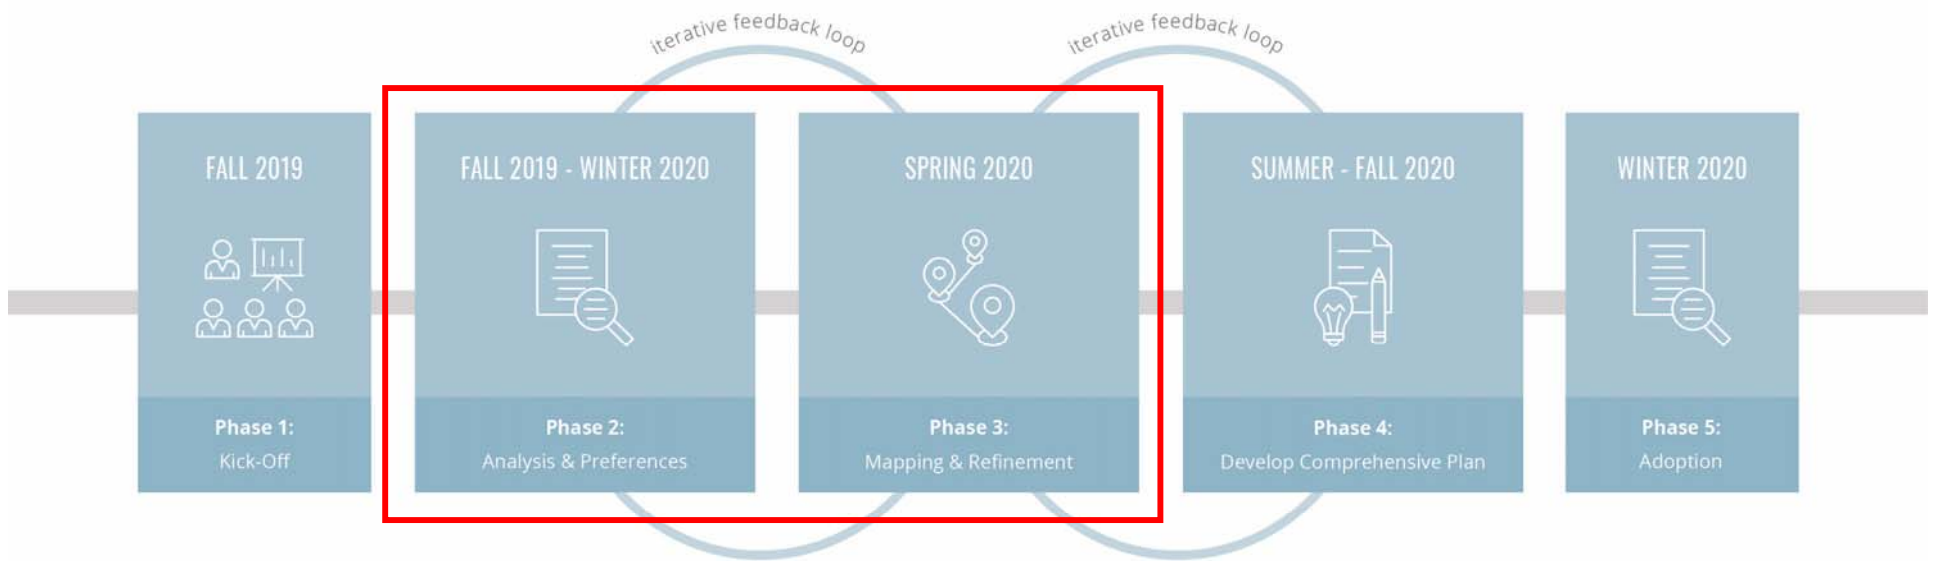 iterative feedback loop
iterative feedback loop
FALL 2019
FALL 2019 - WINTER 2020
SPRING 2020
SUMMER - FALL 2020
WINTER 2020
Phase 1:
Kick-Off
Phase 2:
Analysis & Preferences
Phase 3:
Mapping & Refinement
Phase 4:
Develop Comprehensive Plan
Phase 5:
Adoption